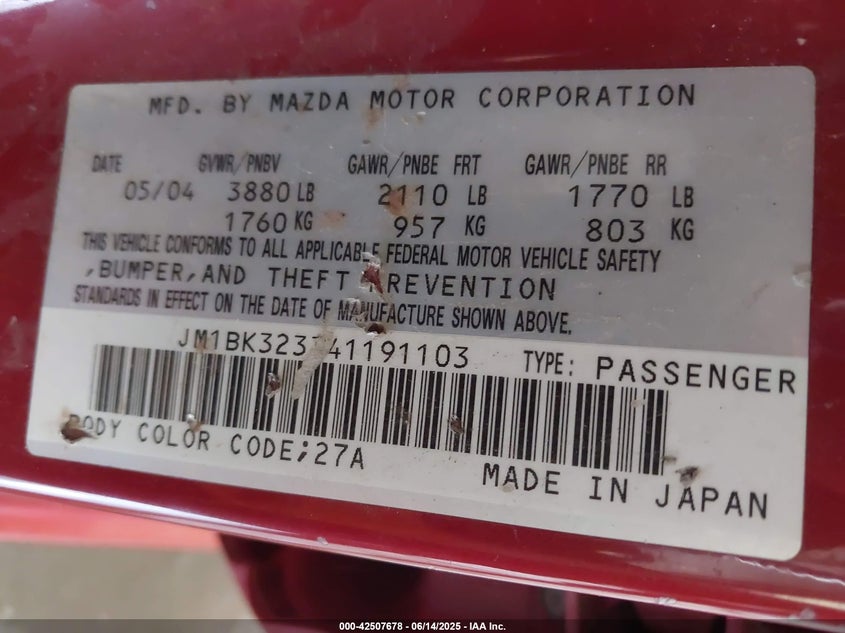 MFD. BY MAZDA MOTOR CORPORATION
DATE GVWR/PNBV GAWR/PNBE FRT GAWR/PNBE RR
05/04 3880 LB 2110 LB 1770 LB
1760 KG 957 KG 803 KG
THIS VEHICLE CONFORMS TO ALL APPLICABLE FEDERAL MOTOR VEHICLE SAFETY
,BUMPER,AND THEFT PREVENTION
STANDARDS IN EFFECT ON THE DATE OF MANUFACTURE SHOWN ABOVE.
JM1BK323341191103 TYPE: PASSENGER
BODY COLOR CODE;27A
MADE IN JAPAN
000-42507678 - 06/14/2025 - IAA Inc.